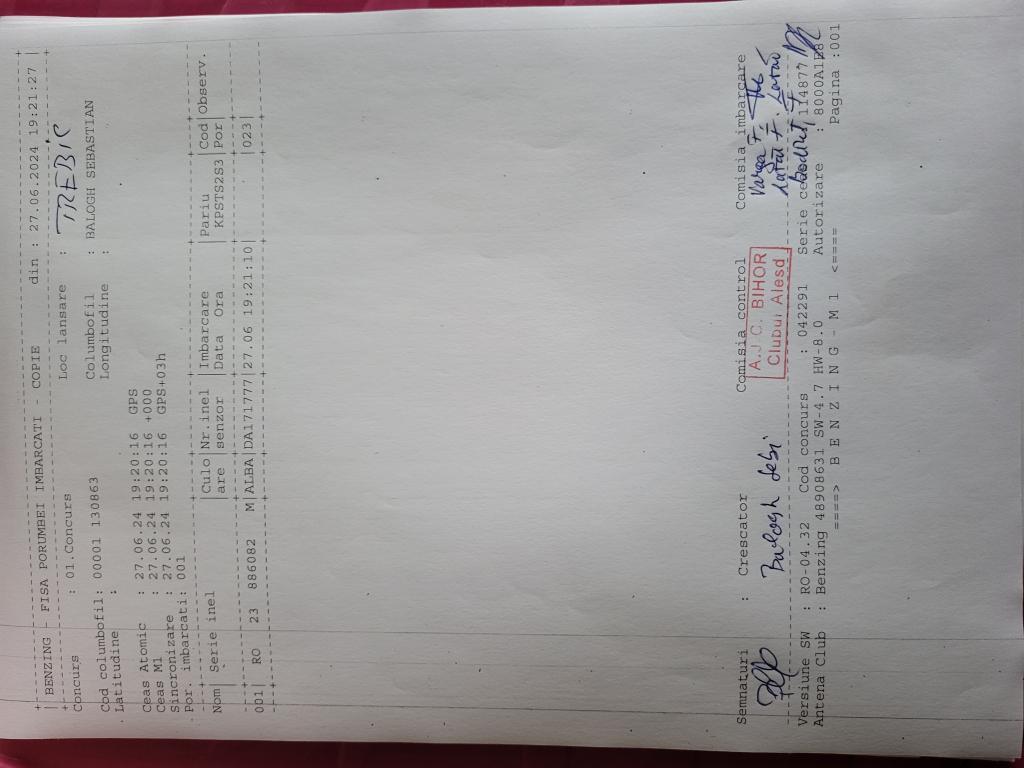 | BENZING - FISA PORUMBEI IMBARCATI - COPIE din : 27.06.2024 19:21:27 |
Concurs : 01.Concurs Loc lansare : TREBIC
Cod columbofil: 00001 130863 Columbofil : BALOGH SEBASTIAN
Latitudine : Longitudine :
Ceas Atomic : 27.06.24 19:20:16 GPS
Ceas M1 : 27.06.24 19:20:16 +000
Sincronizare : 27.06.24 19:20:16 GPS+03h
Por. imbarcati: 001
Nom| Serie inel |Culo|Nr.inel |Imbarcare |Pariu |Cod|Observ.
|are |senzor |Data Ora | KPSTS2S3|Por|
001| RO 23 886082 M|ALBA|DA171777|27.06 19:21:10| |023|
Semnaturi : Crescator Comisia control Comisia imbarcare
Balogh Sebi
A.J.C. BIHOR
Clubul Alesd
Varga F.
Versiune SW : RO-04.32 Cod concurs : 042291 Serie ceas : 114877
Antena Club : Benzing 48908631 SW-4.7 HW-8.0 Autorizare : 8000A1E8
====> B E N Z I N G - M 1 <==== Pagina :001